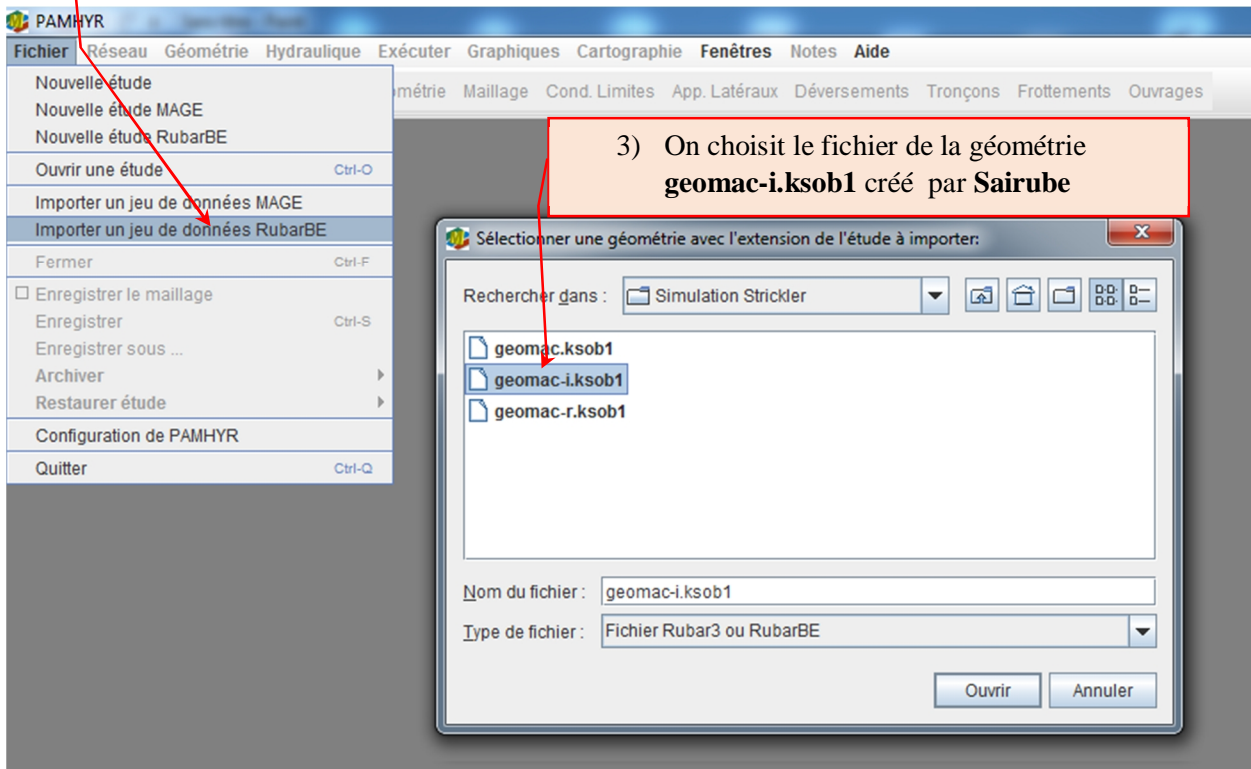 PAMHYR
Fichier Réseau Géométrie Hydraulique Exécuter Graphiques Cartographie Fenêtres Notes Aide
ométrie Maillage Cond. Limites App. Latéraux Déversements Tronçons Frottements Ouvrages
Nouvelle étude
Nouvelle étude MAGE
Nouvelle étude RubarBE
Ouvrir une étude Ctrl-O
Importer un jeu de données MAGE
Importer un jeu de données RubarBE
Fermer Ctrl-F
Enregistrer le maillage
Enregistrer Ctrl-S
Enregistrer sous ...
Archiver
Restaurer étude
Configuration de PAMHYR
Quitter Ctrl-Q
3) On choisit le fichier de la géométrie
geomac-i.ksob1 créé par Sairube
Sélectionner une géométrie avec l'extension de l'étude à importer:
Rechercher dans : Simulation Strickler
geomac.ksob1
geomac-i.ksob1
geomac-r.ksob1
Nom du fichier : geomac-i.ksob1
Type de fichier : Fichier Rubar3 ou RubarBE
Ouvrir Annuler